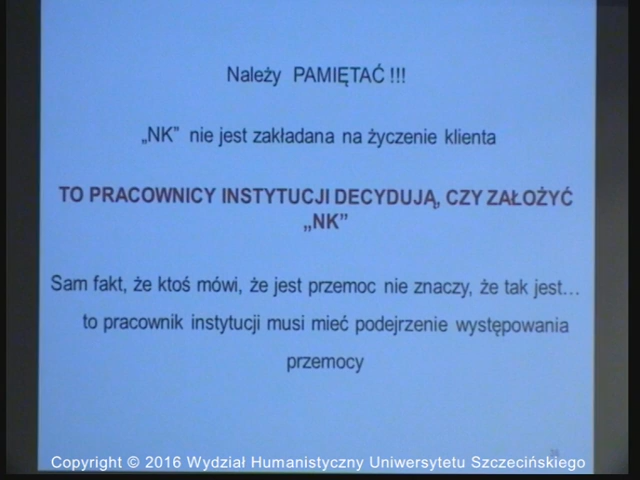 Należy PAMIĘTAĆ !!!
„NK” nie jest zakładana na życzenie klienta
TO PRACOWNICY INSTYTUCJI DECYDUJĄ, CZY ZAŁOŻYĆ
„NK”
Sam fakt, że ktoś mówi, że jest przemoc nie znaczy, że tak jest…
to pracownik instytucji musi mieć podejrzenie występowania
przemocy
Copyright © 2016 Wydział Humanistyczny Uniwersytetu Szczecińskiego